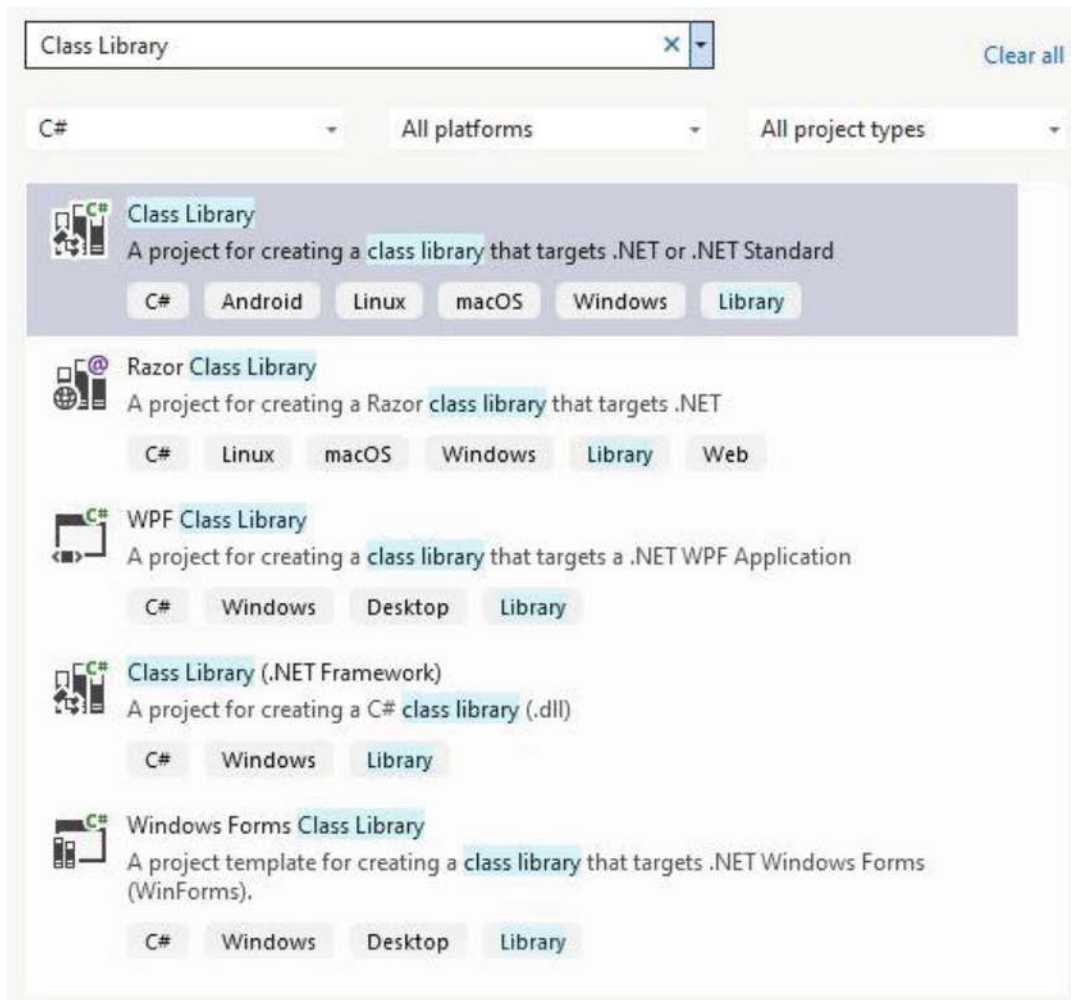 Class Library
Clear all
C# All platforms All project types
C#
Class Library
A project for creating a class library that targets .NET or .NET Standard
C# Android Linux macOS Windows Library
@
Razor Class Library
A project for creating a Razor class library that targets .NET
C# Linux macOS Windows Library Web
C#
WPF Class Library
A project for creating a class library that targets a .NET WPF Application
C# Windows Desktop Library
C#
Class Library (.NET Framework)
A project for creating a C# class library (.dll)
C# Windows Library
C#
Windows Forms Class Library
A project template for creating a class library that targets .NET Windows Forms
(WinForms).
C# Windows Desktop Library